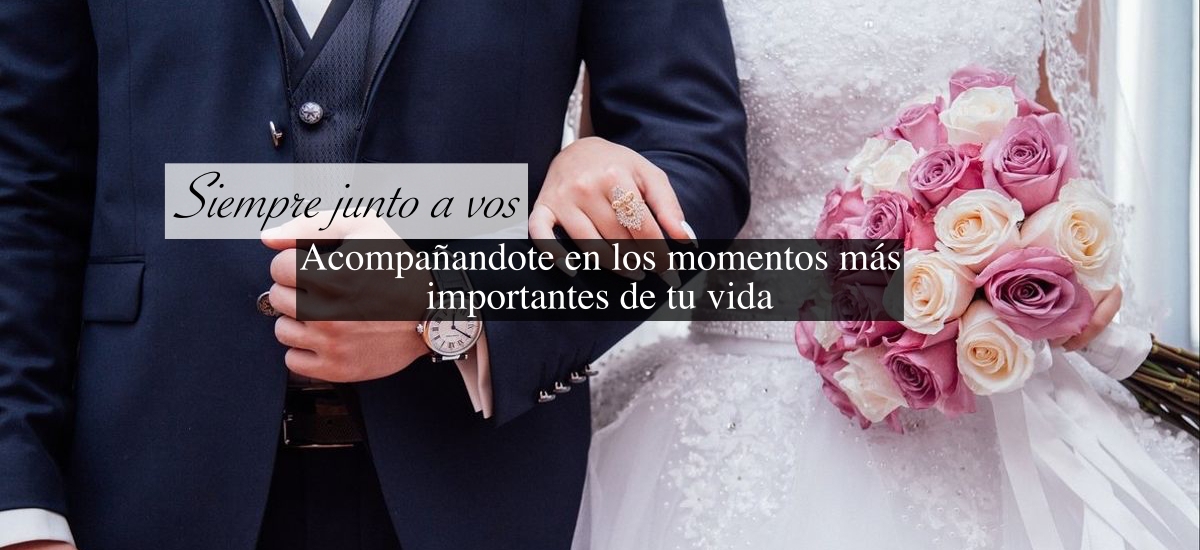 Siempre junto a vos
Acompañandote en los momentos más
importantes de tu vida